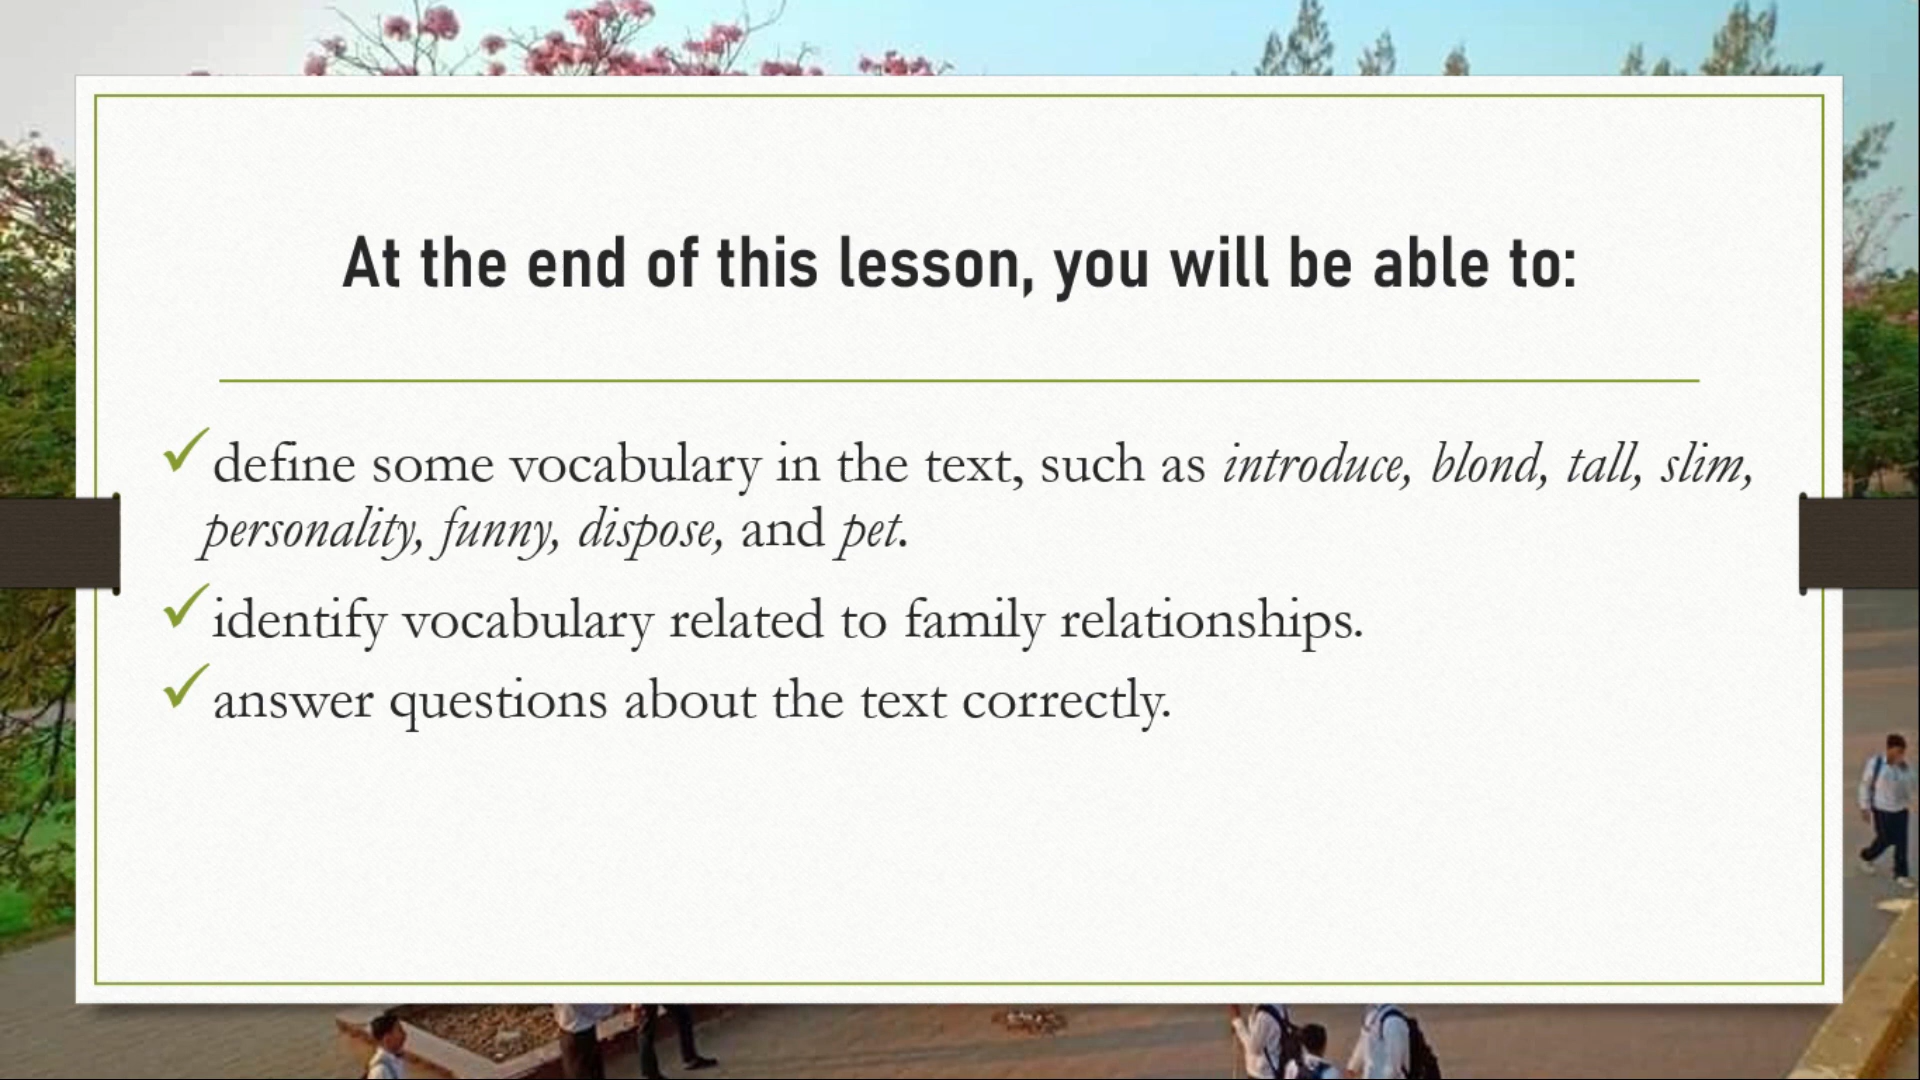 At the end of this lesson, you will be able to:
✓define some vocabulary in the text, such as introduce, blond, tall, slim,
personality, funny, dispose, and pet.
✓identify vocabulary related to family relationships.
✓answer questions about the text correctly.